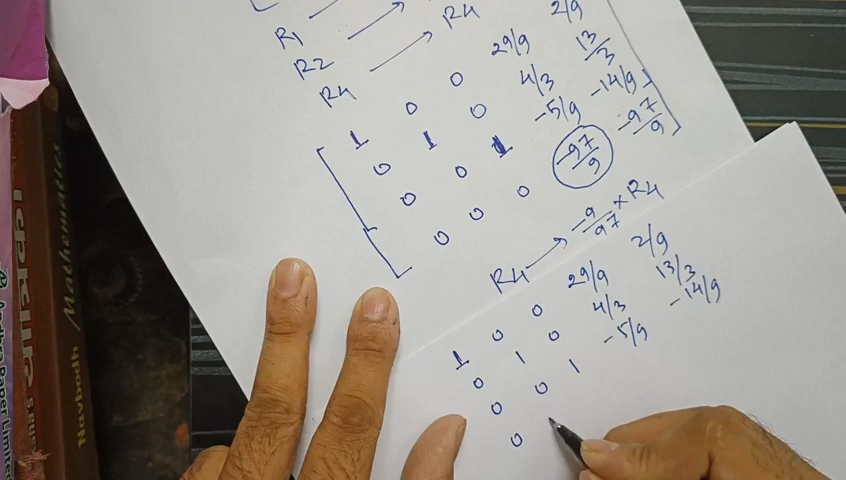 R1 →
R2 →
R4 → R4
1 0 0 29/9 2/9
0 1 0 4/3 13/3
0 0 1 -5/9 -14/9
0 0 0 -97/9 -97/9
R4 → -9/97 × R4
1 0 0 29/9 2/9
0 1 0 4/3 13/3
0 0 1 -5/9 -14/9
0
Mathematics
Navbodh